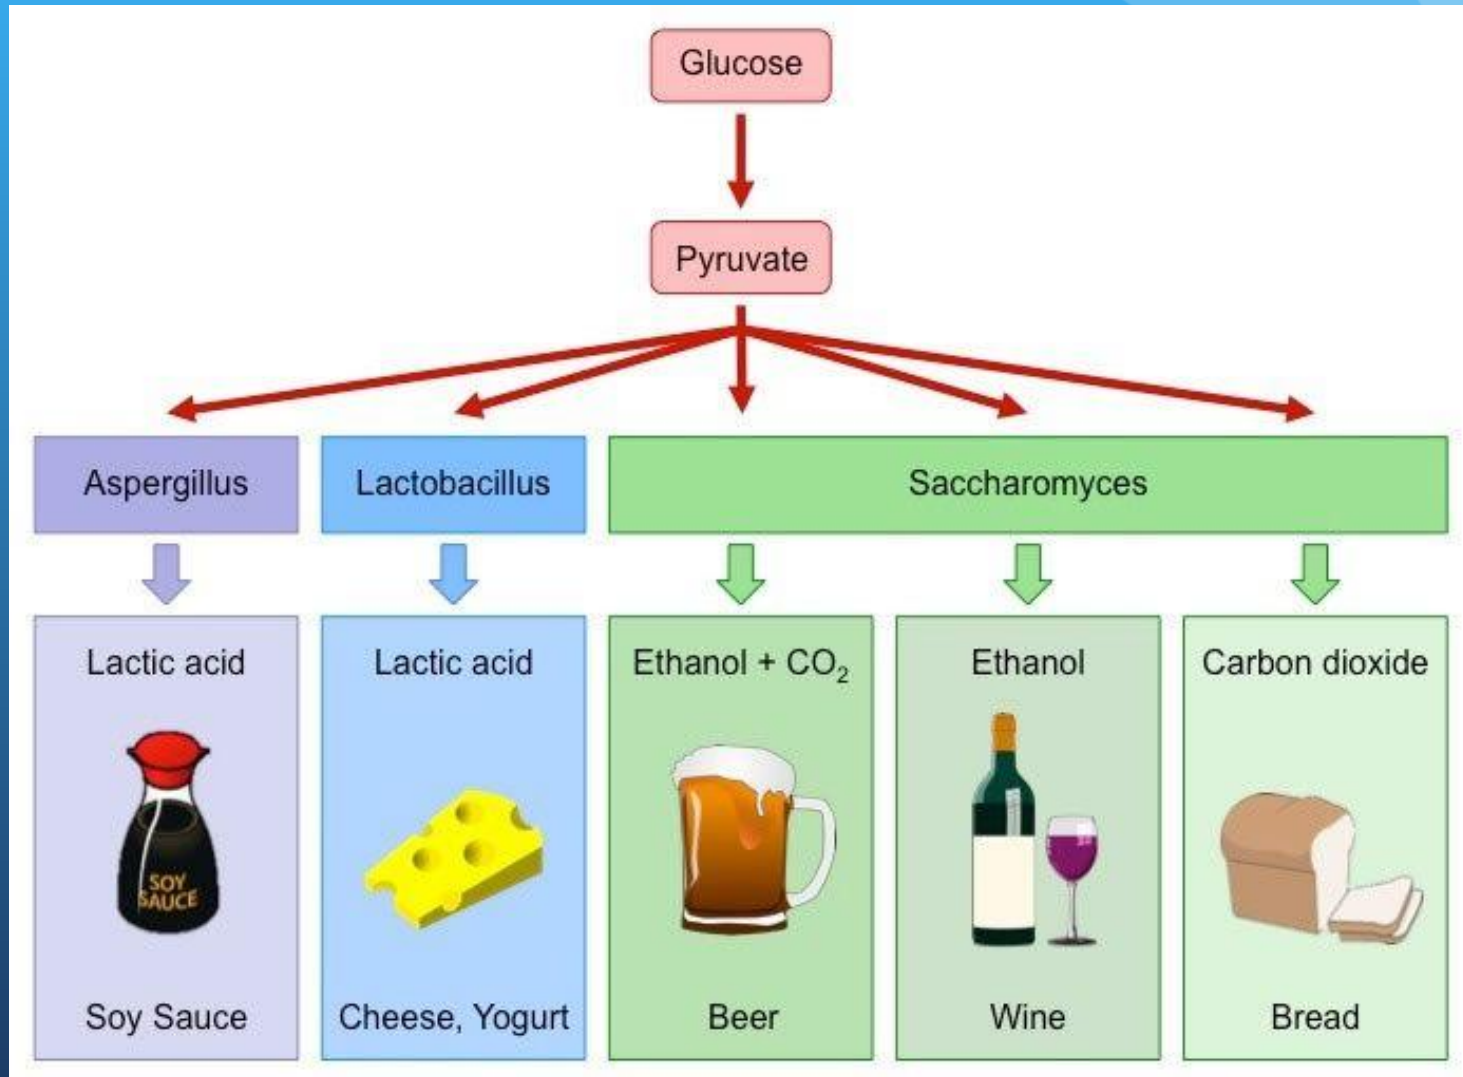 Glucose
Pyruvate
Aspergillus
Lactobacillus
Saccharomyces
Lactic acid
Lactic acid
Ethanol + CO₂
Ethanol
Carbon dioxide
SOY
SAUCE
Soy Sauce
Cheese, Yogurt
Beer
Wine
Bread